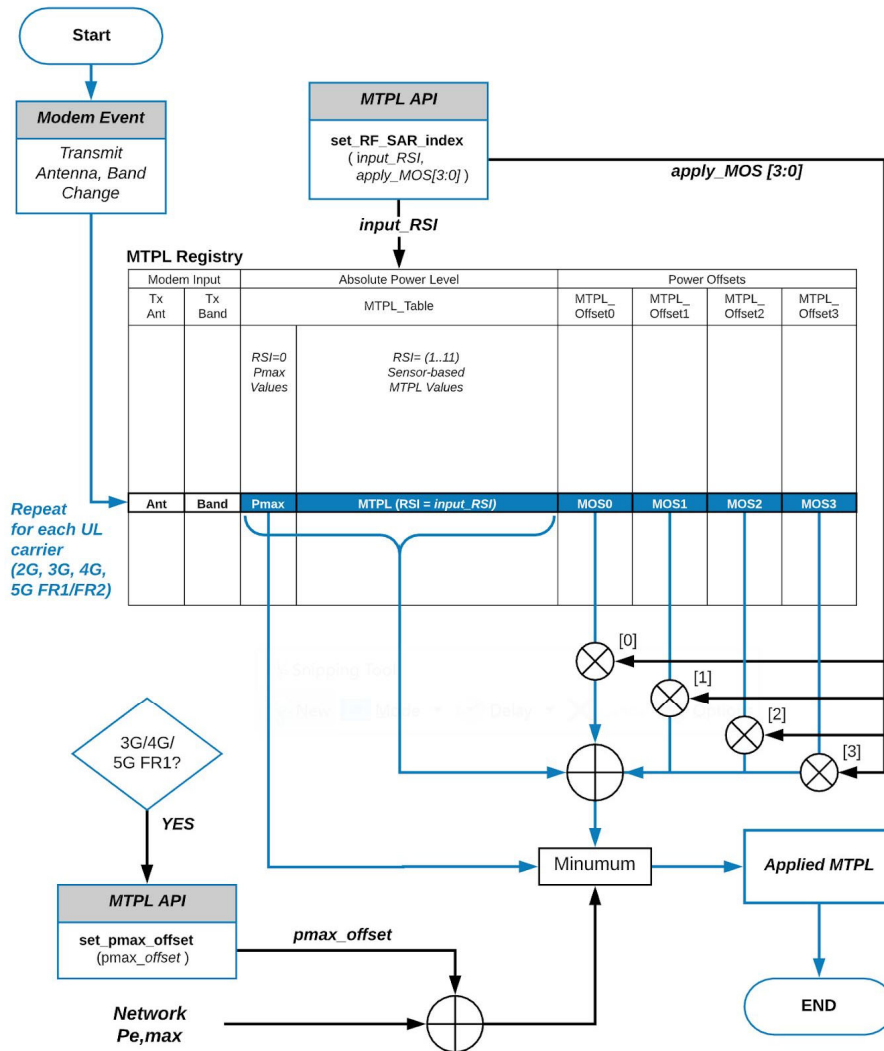 Start
Modem Event
Transmit
Antenna, Band
Change
MTPL API
set_RF_SAR_index
( input_RSI,
apply_MOS[3:0] )
apply_MOS [3:0]
input_RSI
MTPL Registry
Modem Input
Absolute Power Level
Power Offsets
Tx
Ant
Tx
Band
MTPL_Table
MTPL_
Offset0
MTPL_
Offset1
MTPL_
Offset2
MTPL_
Offset3
RSI=0
Pmax
Values
RSI= (1..11)
Sensor-based
MTPL Values
Ant
Band
Pmax
MTPL (RSI = input_RSI)
MOS0
MOS1
MOS2
MOS3
Repeat
for each UL
carrier
(2G, 3G, 4G,
5G FR1/FR2)
[0]
[1]
[2]
[3]
3G/4G/
5G FR1?
YES
Minumum
Applied MTPL
MTPL API
set_pmax_offset
(pmax_offset )
pmax_offset
Network
Pe,max
END